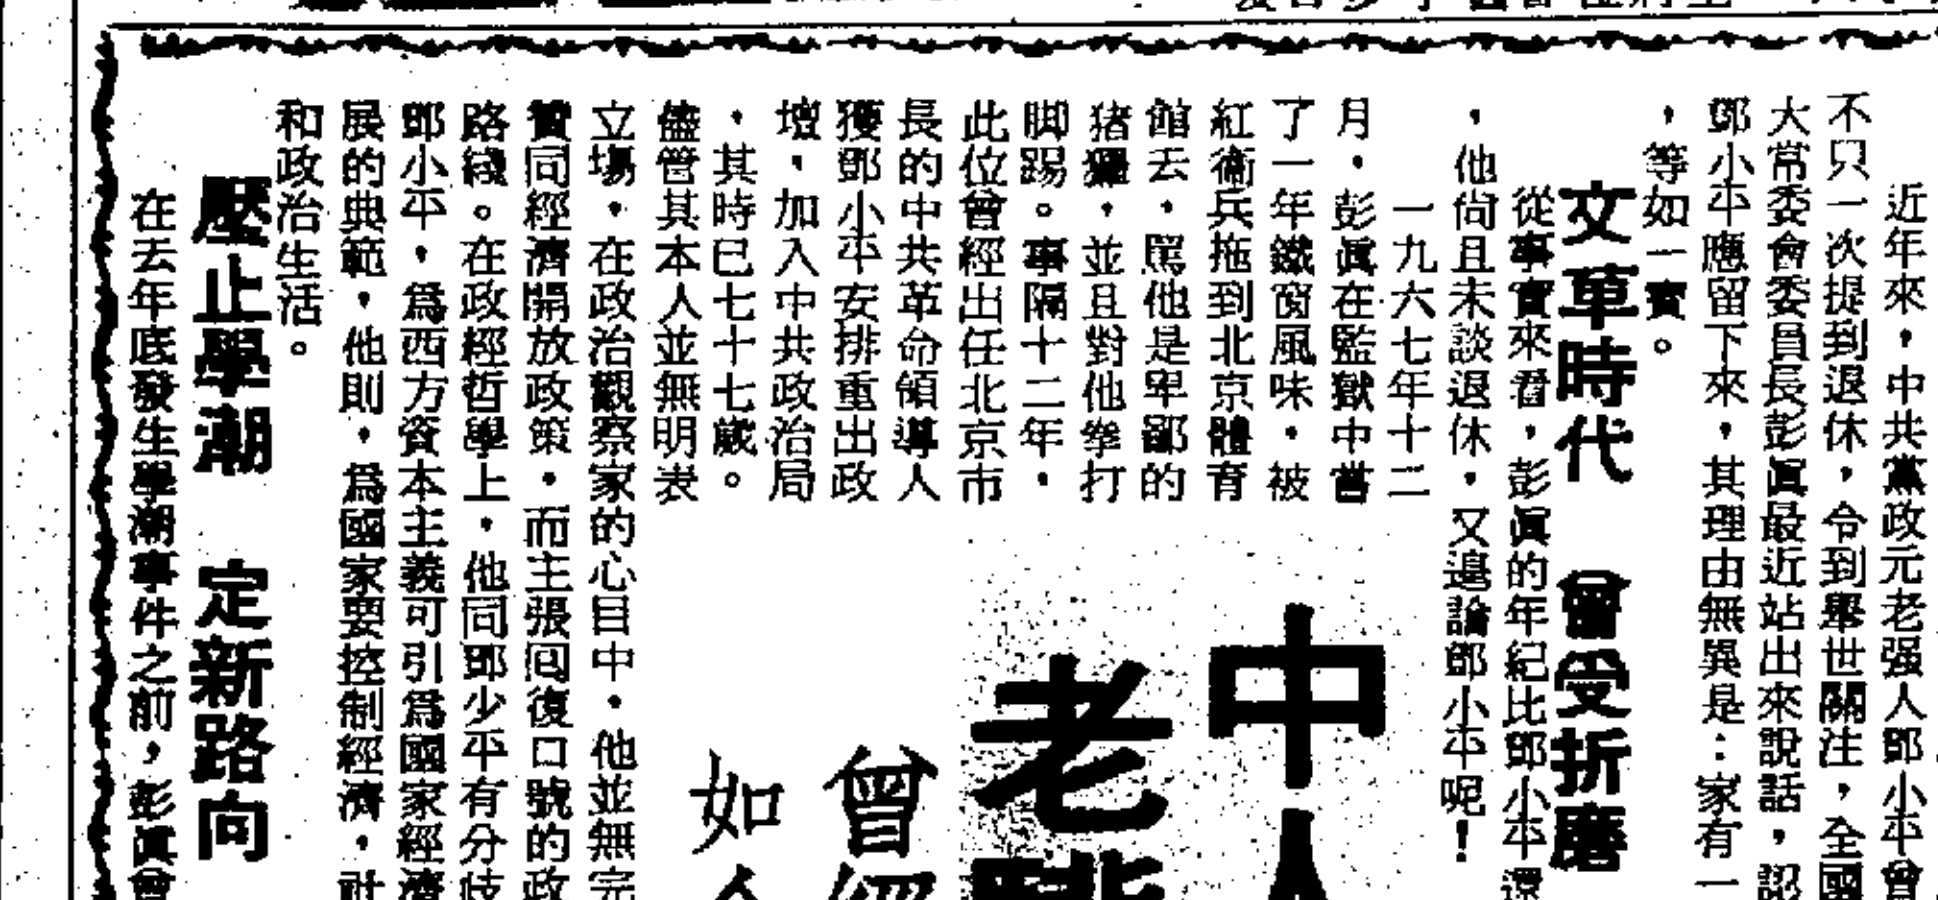 近年來，中共黨政元老强人鄧小平曾
不只一次提到退休，令到舉世關注，全國
大常委會委員長彭眞最近站出來說話，認
鄧小平應留下來，其理由無異是：家有一
，等如一寶。
文革時代　曾受折磨
從事實來看，彭眞的年紀比鄧小平還
，他尚且未談退休，又遑論鄧小平呢！
一九六七年十二
月，彭眞在監獄中嘗
了一年鐵窗風味，被
紅衞兵拖到北京體育
館去，駡他是卑鄙的
猪玀，並且對他拳打
脚踢。事隔十二年，
此位曾經出任北京市
長的中共革命領導人
獲鄧小平安排重出政
壇，加入中共政治局
，其時已七十七歲。
儘管其本人並無明表
立場，在政治觀察家的心目中，他並無完
贊同經濟開放政策，而主張囘復口號的政
路綫。在政經哲學上，他同鄧少平有分歧
鄧小平，爲西方資本主義可引爲國家經濟
展的典範，他則，爲國家要控制經濟，社
和政治生活。
中人
老
曾經
如
壓止學潮　定新路向
在去年底發生學潮事件之前，彭眞曾